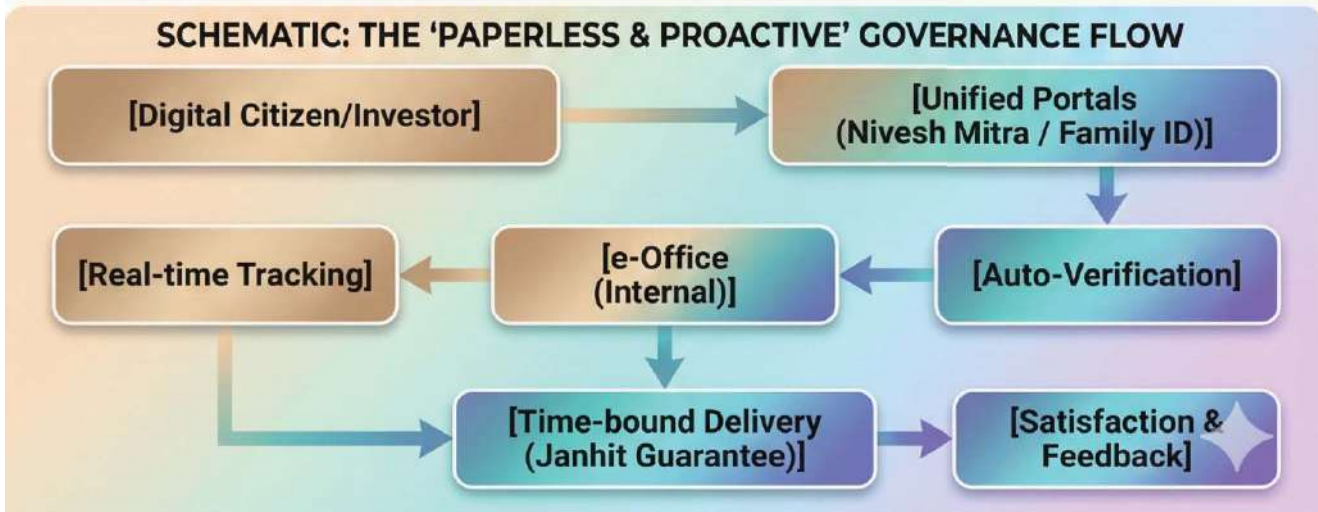 SCHEMATIC: THE ‘PAPERLESS & PROACTIVE’ GOVERNANCE FLOW
[Digital Citizen/Investor]
[Unified Portals
(Nivesh Mitra / Family ID)]
[Real-time Tracking]
[e-Office
(Internal)]
[Auto-Verification]
[Time-bound Delivery
(Janhit Guarantee)]
[Satisfaction &
Feedback]